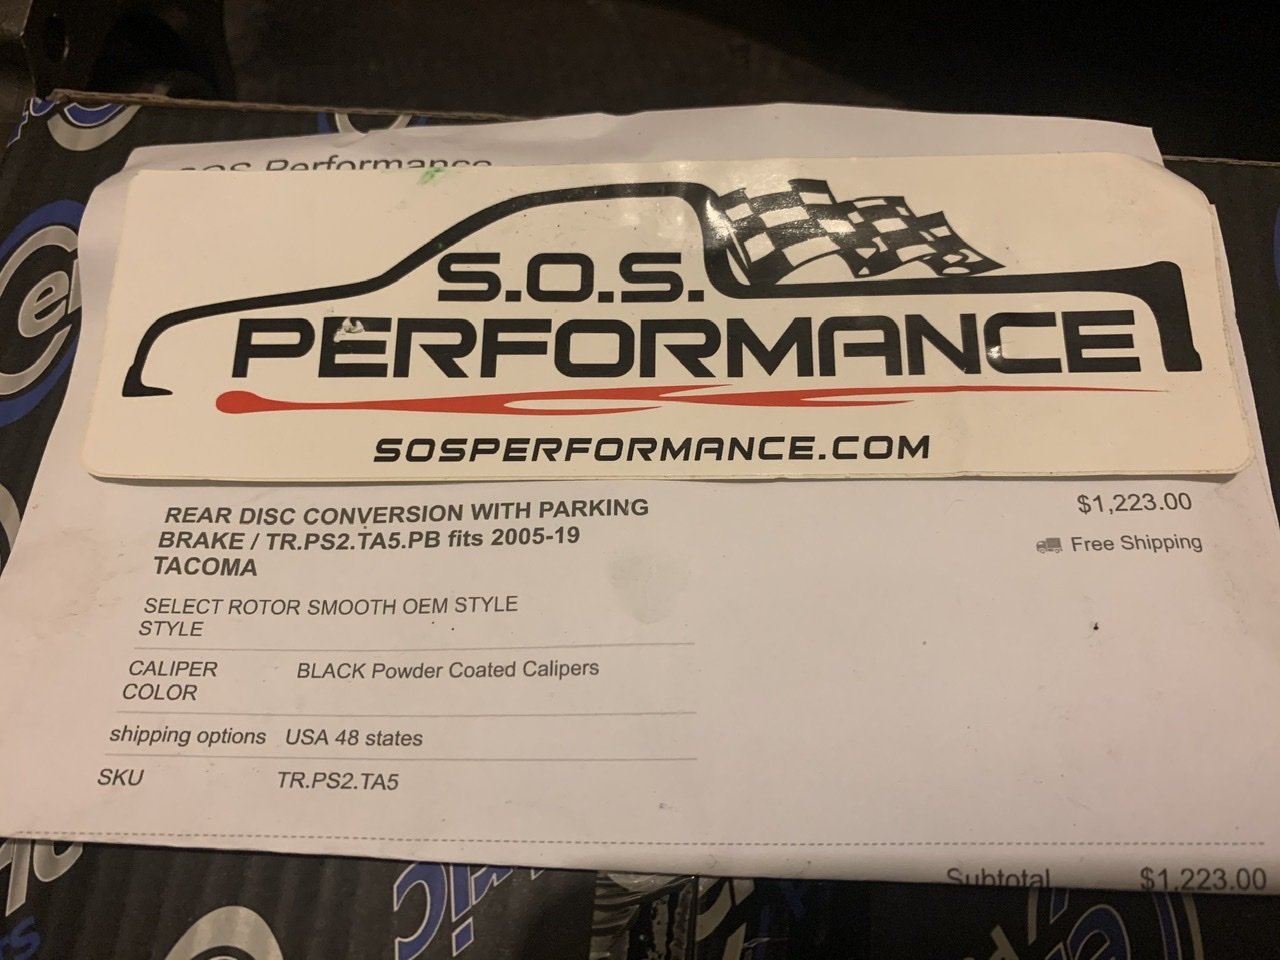 SOS Performance
S.O.S.
PERFORMANCE
SOSPERFORMANCE.COM
REAR DISC CONVERSION WITH PARKING
BRAKE / TR.PS2.TA5.PB fits 2005-19
TACOMA
$1,223.00
Free Shipping
SELECT ROTOR SMOOTH OEM STYLE
STYLE
CALIPER
COLOR
BLACK Powder Coated Calipers
shipping options USA 48 states
SKU TR.PS2.TA5
Subtotal $1,223.00